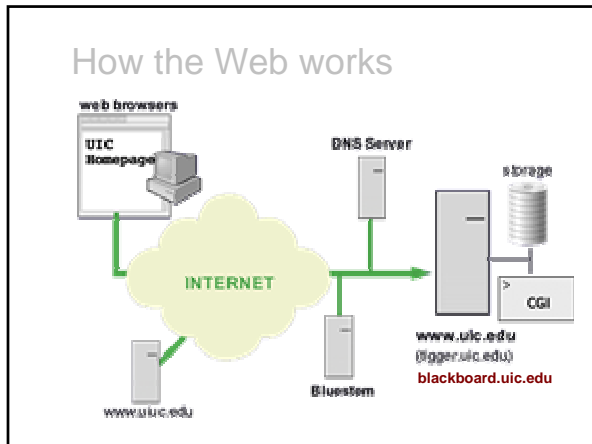 How the Web works
web browsers
UIC
Homepage
DNS Server
storage
INTERNET
>
CGI
www.uic.edu
(tigger.uic.edu)
blackboard.uic.edu
Bluestem
www.uiuc.edu